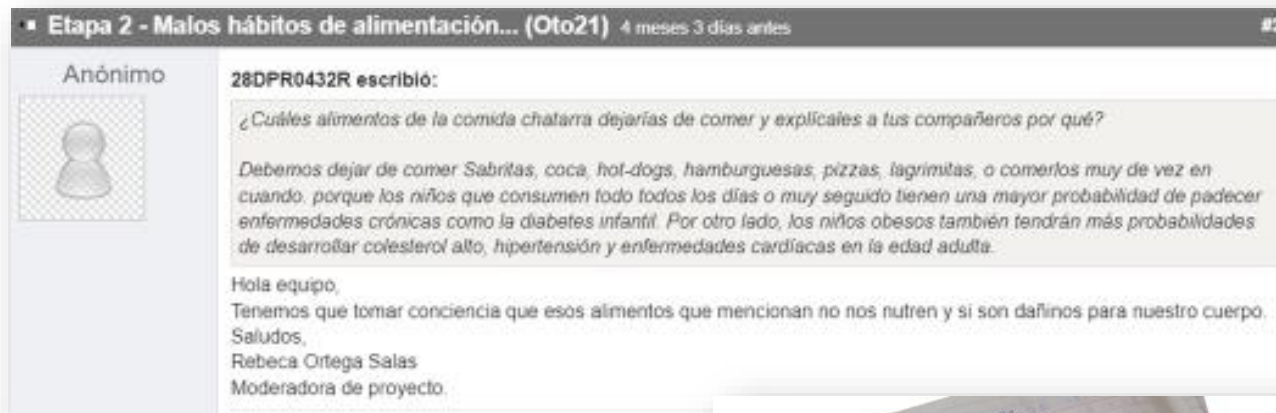 Etapa 2 - Malos hábitos de alimentación... (Oto21) 4 meses 3 días antes
Anónimo
28DPR0432R escribió:
¿Cuáles alimentos de la comida chatarra dejarías de comer y explícales a tus compañeros por qué?
Debemos dejar de comer Sabritas, coca, hot-dogs, hamburguesas, pizzas, lagrimitas, o comerlos muy de vez en
cuando. porque los niños que consumen todo todos los días o muy seguido tienen una mayor probabilidad de padecer
enfermedades crónicas como la diabetes infantil. Por otro lado, los niños obesos también tendrán más probabilidades
de desarrollar colesterol alto, hipertensión y enfermedades cardíacas en la edad adulta.
Hola equipo,
Tenemos que tomar conciencia que esos alimentos que mencionan no nos nutren y si son dañinos para nuestro cuerpo.
Saludos,
Rebeca Ortega Salas
Moderadora de proyecto.